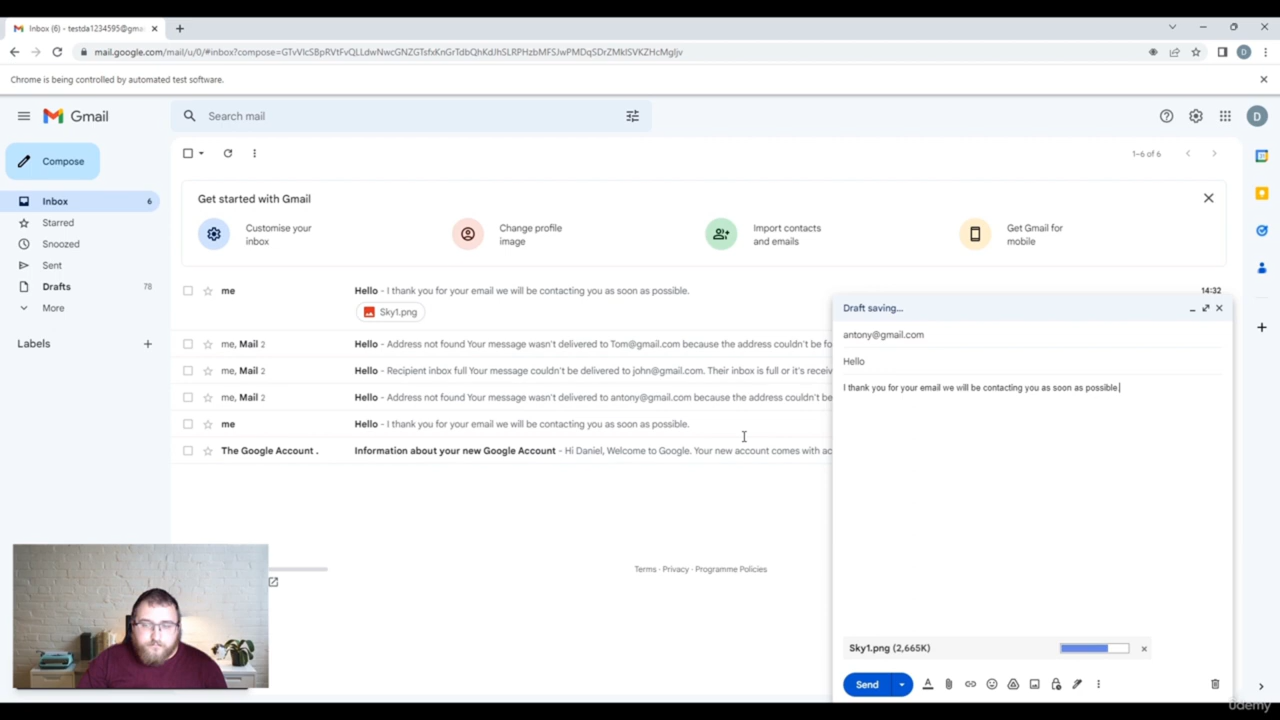 Inbox (6) - testda1234595@gma
mail.google.com/mail/u/0/#inbox?compose=GTvVlcSBpRVtFvQLLdwNwcGNZGTsfxKnGrTdbQhKdJhSLRPHzbMFSJwPMDqSDrZMklSVKZHcMgljv
D
Chrome is being controlled by automated test software.
Gmail
Search mail
D
Compose
1–6 of 6
Inbox 6
Starred
Snoozed
Sent
Drafts 78
More
Labels
Get started with Gmail
Customise your inbox
Change profile image
Import contacts and emails
Get Gmail for mobile
me Hello - I thank you for your email we will be contacting you as soon as possible. 14:32
Sky1.png
me, Mail 2 Hello - Address not found Your message wasn't delivered to Tom@gmail.com because the address couldn't be fo
me, Mail 2 Hello - Recipient inbox full Your message couldn't be delivered to john@gmail.com. Their inbox is full or it's receiv
me, Mail 2 Hello - Address not found Your message wasn't delivered to antony@gmail.com because the address couldn't be
me Hello - I thank you for your email we will be contacting you as soon as possible.
The Google Account . Information about your new Google Account - Hi Daniel, Welcome to Google. Your new account comes with ac
Terms · Privacy · Programme Policies
Draft saving...
antony@gmail.com
Hello
I thank you for your email we will be contacting you as soon as possible.
Sky1.png (2,665K)
Send
udemy